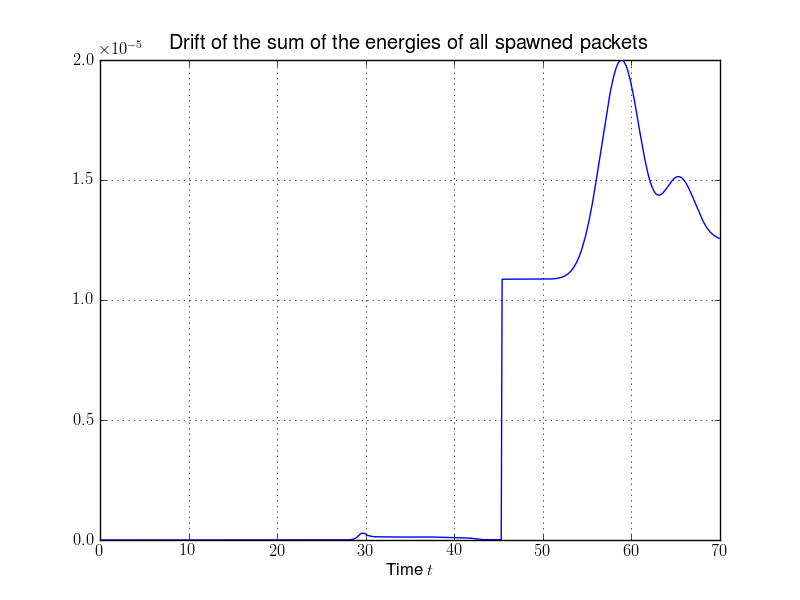 Drift of the sum of the energies of all spawned packets
×10⁻⁵
2.0
1.5
1.0
0.5
0.0
0 10 20 30 40 50 60 70
Time t